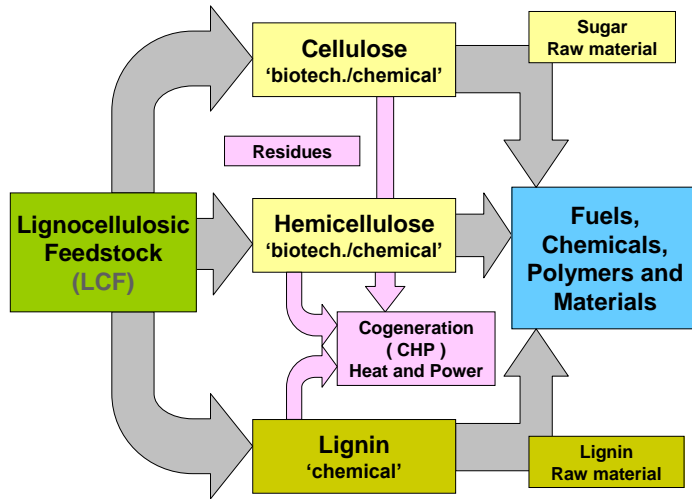 Cellulose
‘biotech./chemical’
Sugar
Raw material
Residues
Lignocellulosic
Feedstock
(LCF)
Hemicellulose
‘biotech./chemical’
Fuels,
Chemicals,
Polymers and
Materials
Cogeneration
( CHP )
Heat and Power
Lignin
‘chemical’
Lignin
Raw material